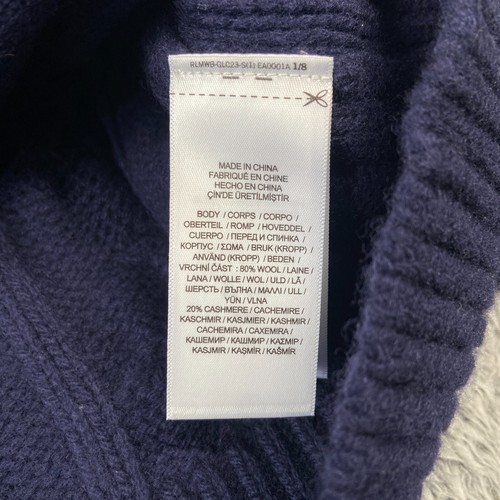 RLMWB-GLC23-S(1) EA0001A 1/8
MADE IN CHINA
FABRIQUÉ EN CHINE
HECHO EN CHINA
ÇİN'DE ÜRETİLMİŞTİR
BODY / CORPS / CORPO /
OBERTEIL / ROMP / HOVEDDEL /
CUERPO / ПЕРЕД И СПИНКА /
КОРПУС / ΣΩΜΑ / BRUK (KROPP) /
ANVÄND (KROPP) / BEDEN /
VRCHNÍ ČÁST : 80% WOOL / LAINE /
LANA / WOLLE / WOL / ULD / LÃ /
ШЕРСТЬ / ВЪЛНА / ΜΑΛΛΙ / ULL /
YÜN / VLNA
20% CASHMERE / CACHEMIRE /
KASCHMIR / KASJMIER / KASHMIR /
CACHEMIRA / CAXEMIRA /
КАШЕМИР / КАШМИР / ΚΑΣΜΙΡ /
KASJMIR / KAŞMİR / KAŠMÍR